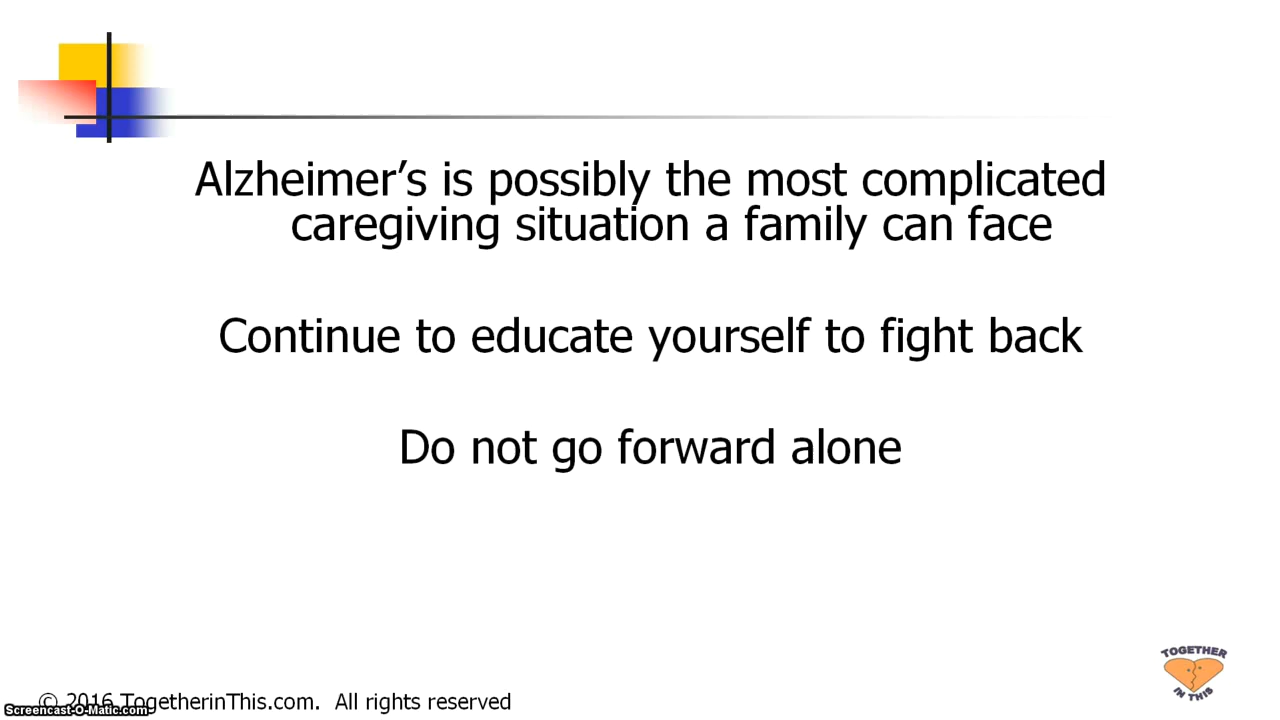 Alzheimer’s is possibly the most complicated
caregiving situation a family can face
Continue to educate yourself to fight back
Do not go forward alone
TOGETHER
IN THIS
© 2016 TogetherinThis.com. All rights reserved
Screencast-O-Matic.com